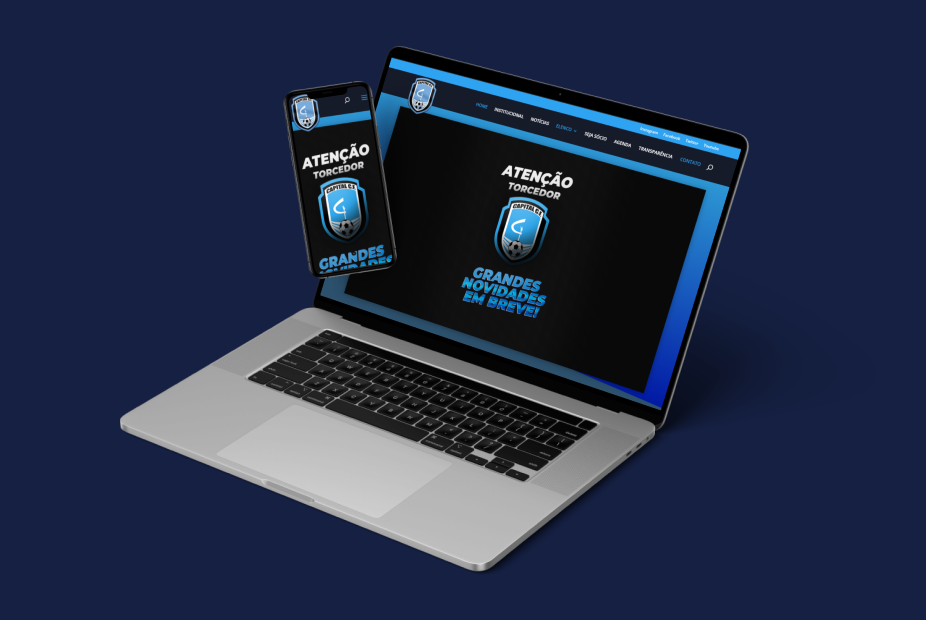 Instagram Facebook Twitter Youtube
HOME INSTITUCIONAL NOTÍCIAS ELENCO SEJA SÓCIO AGENDA TRANSPARÊNCIA CONTATO
ATENÇÃO
TORCEDOR
CAPITAL C.F
GRANDES
NOVIDADES
EM BREVE!
ATENÇÃO
TORCEDOR
CAPITAL C.F
GRANDES
NOVIDADES